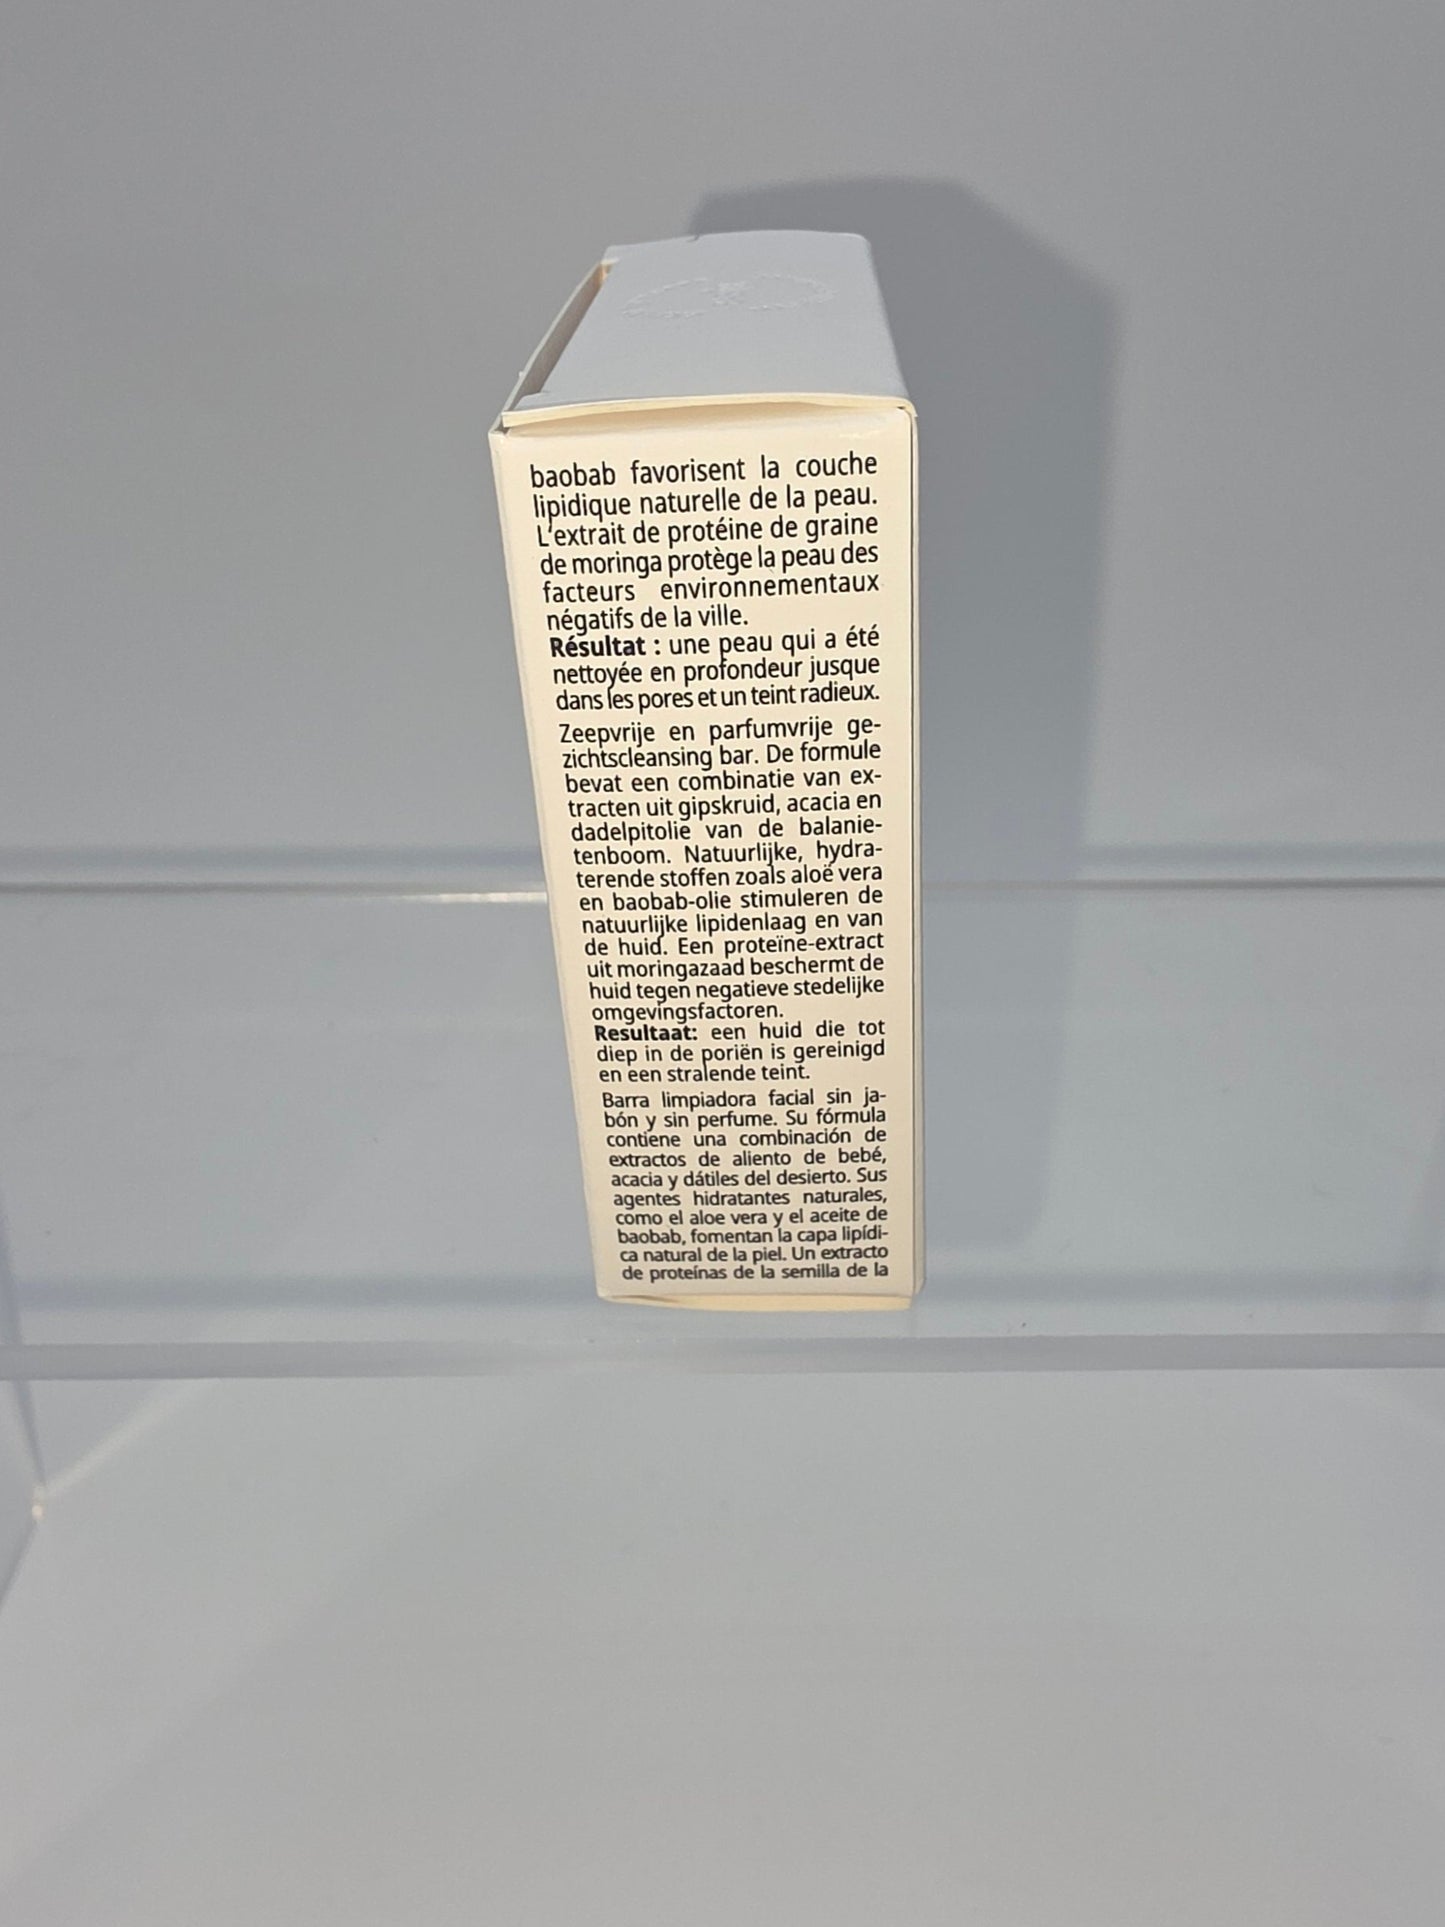 baobab favorisent la couche
lipidique naturelle de la peau.
L'extrait de protéine de graine
de moringa protège la peau des
facteurs environnementaux
négatifs de la ville.
Résultat : une peau qui a été
nettoyée en profondeur jusque
dans les pores et un teint radieux.
Zeepvrije en parfumvrije ge-
zichtscleansing bar. De formule
bevat een combinatie van ex-
tracten uit gipskruid, acacia en
dadelpitolie van de balanie-
tenboom. Natuurlijke, hydra-
terende stoffen zoals aloë vera
en baobab-olie stimuleren de
natuurlijke lipidenlaag en van
de huid. Een proteïne-extract
uit moringazaad beschermt de
huid tegen negatieve stedelijke
omgevingsfactoren.
Resultaat: een huid die tot
diep in de poriën is gereinigd
en een stralende teint.
Barra limpiadora facial sin ja-
bón y sin perfume. Su fórmula
contiene una combinación de
extractos de aliento de bebé,
acacia y dátiles del desierto. Sus
agentes hidratantes naturales,
como el aloe vera y el aceite de
baobab, fomentan la capa lipídi-
ca natural de la piel. Un extracto
de proteínas de la semilla de la